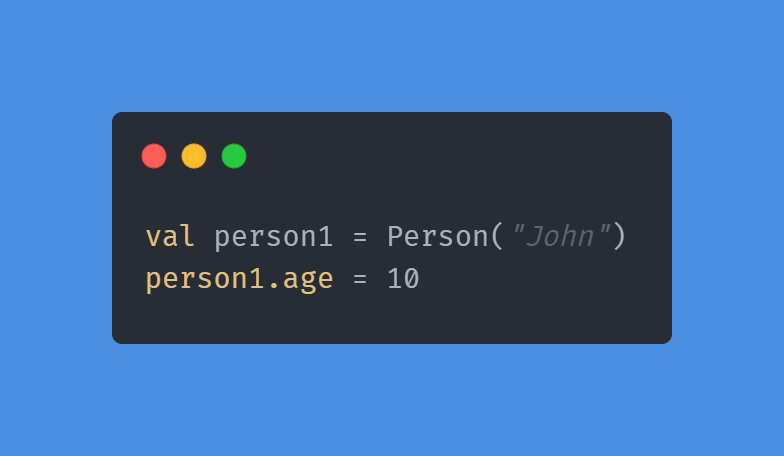 val person1 = Person("John")
person1.age = 10